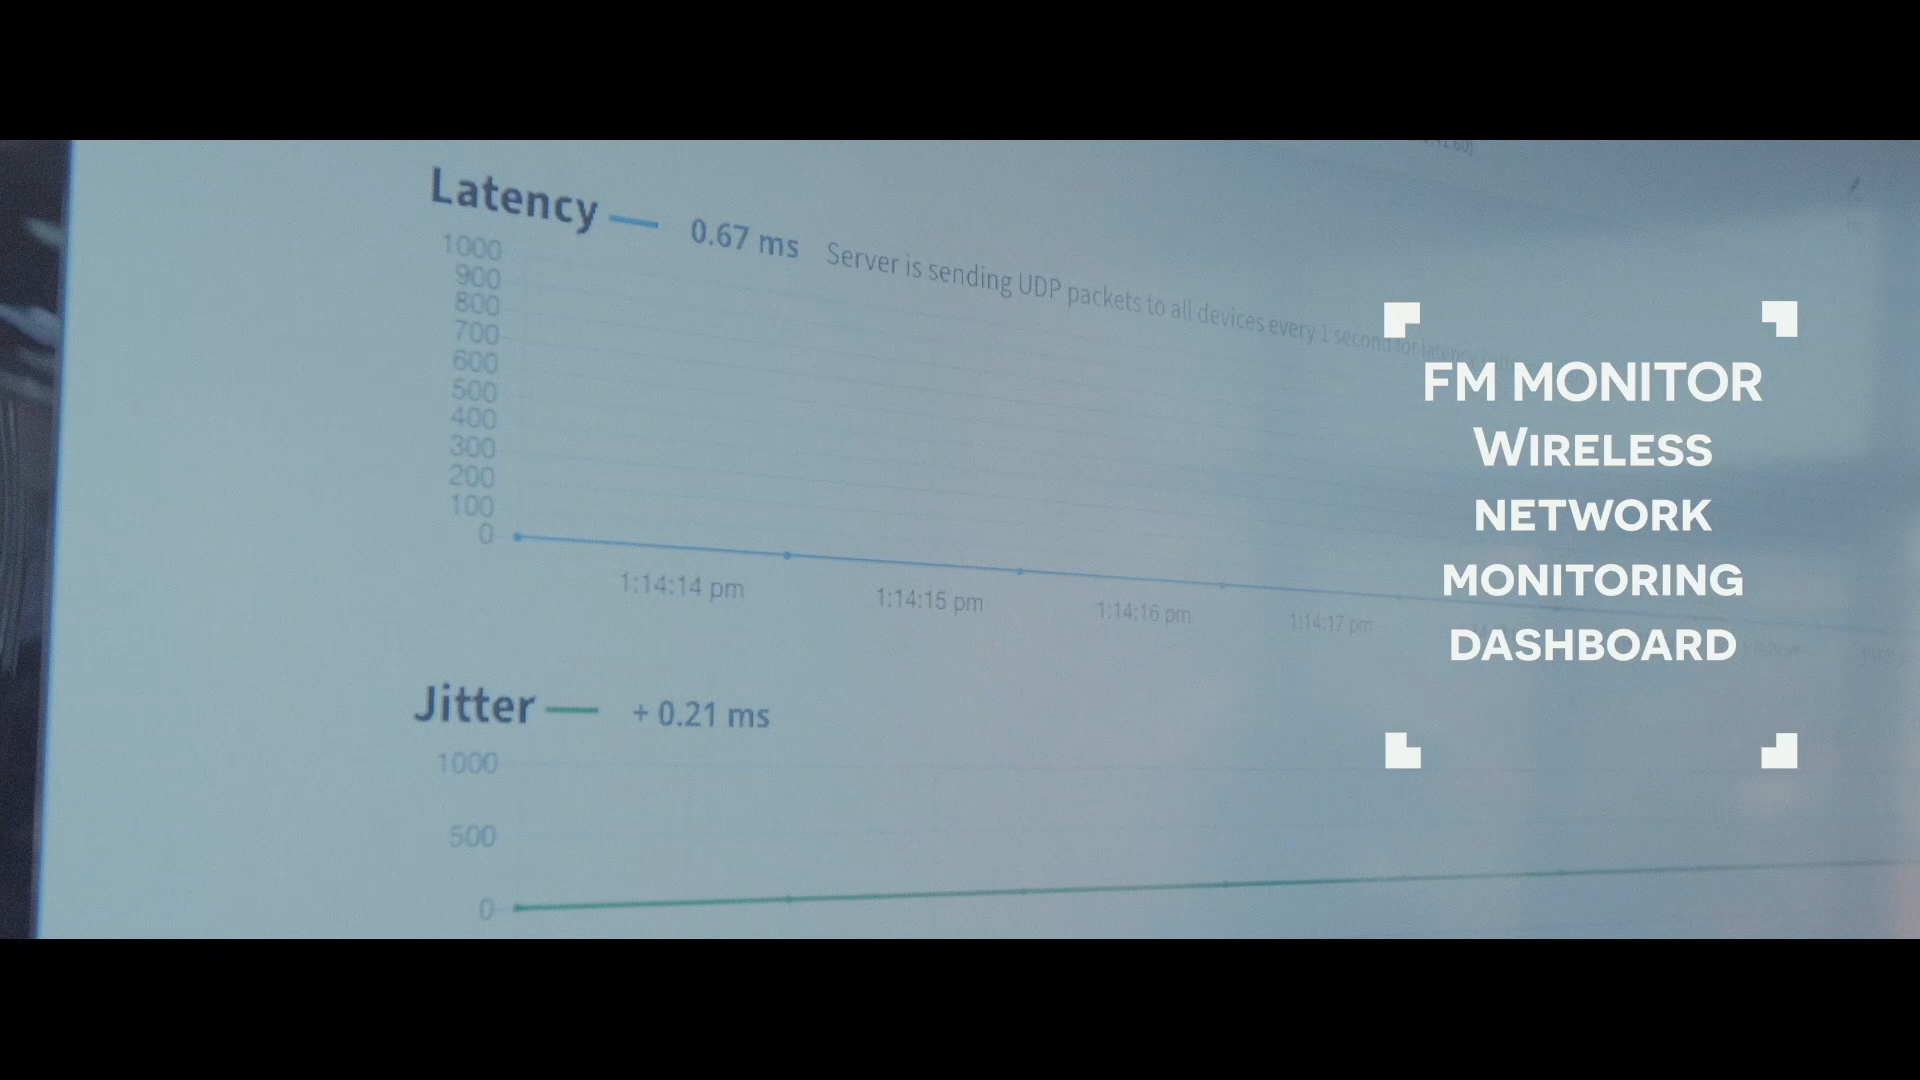 Latency 0.67 ms Server is sending UDP packets to all devices every 1 second for latency
1000
900
800
700
600
500
400
300
200
100
0
1:14:14 pm 1:14:15 pm 1:14:16 pm 1:14:17 pm
Jitter + 0.21 ms
1000
500
0
FM MONITOR
WIRELESS
NETWORK
MONITORING
DASHBOARD